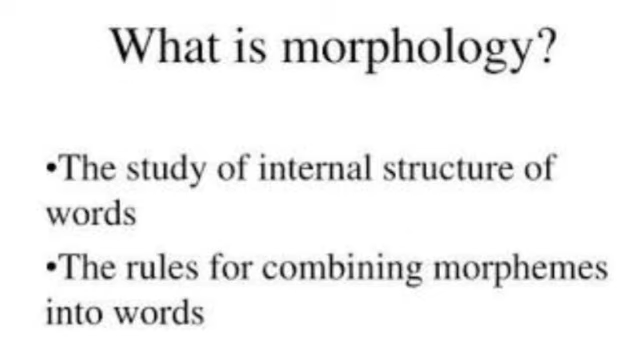 What is morphology?
•The study of internal structure of
words
•The rules for combining morphemes
into words